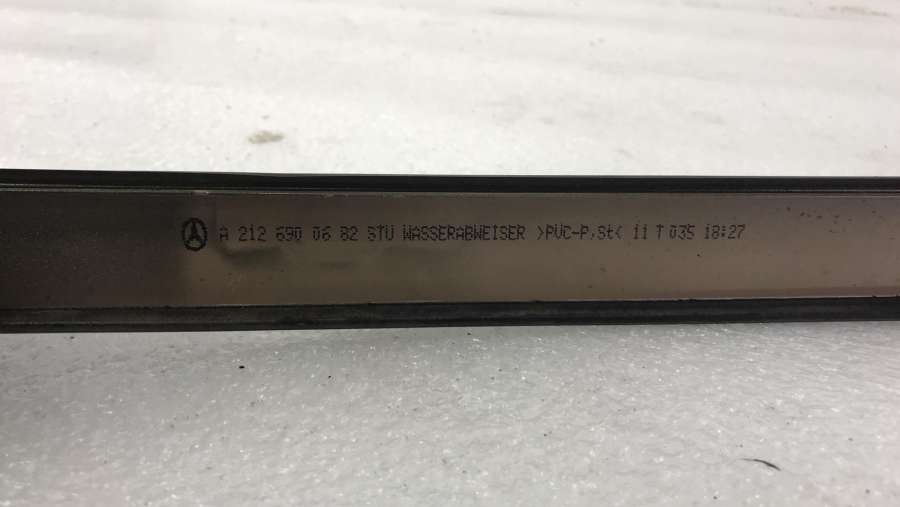 A 212 690 06 82 STU WASSERABWEISER >PVC-P,St< 11 T 035 18:27